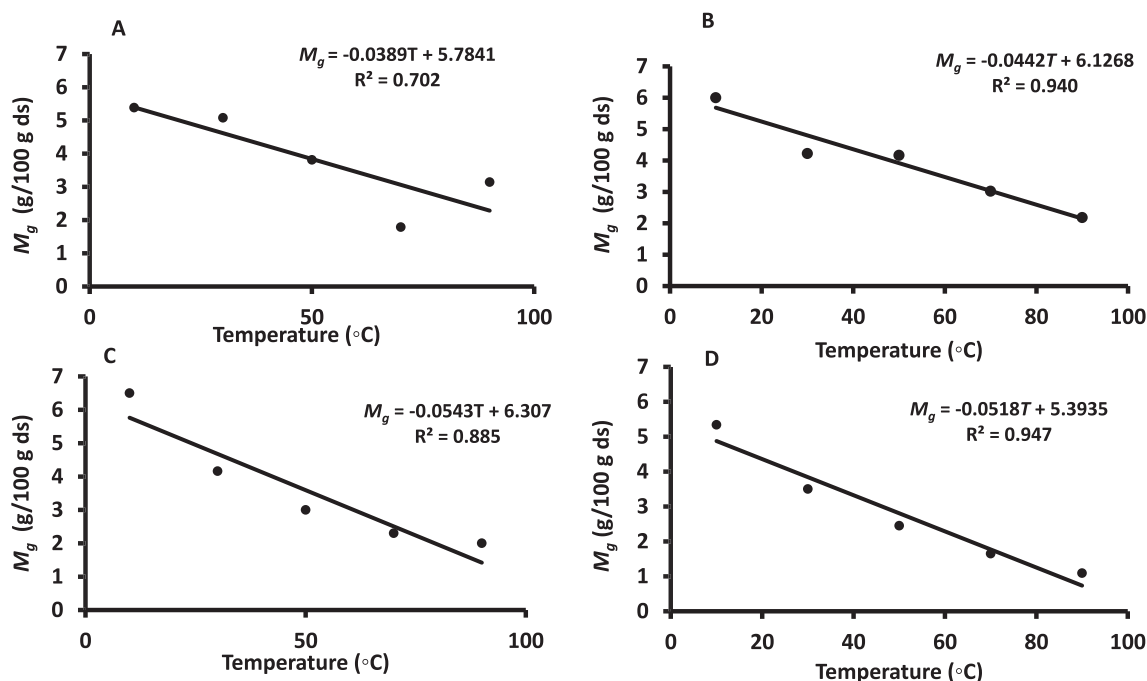 A
M_g = -0.0389T + 5.7841
R² = 0.702
7
6
5
4
3
2
1
0
M_g (g/100 g ds)
0
50
100
Temperature (◦C)
B
M_g = -0.0442T + 6.1268
R² = 0.940
7
6
5
4
3
2
1
0
M_g (g/100 g ds)
0
20
40
60
80
100
Temperature (◦C)
C
M_g = -0.0543T + 6.307
R² = 0.885
7
6
5
4
3
2
1
0
M_g (g/100 g ds)
0
50
100
Temperature (◦C)
D
M_g = -0.0518T + 5.3935
R² = 0.947
7
6
5
4
3
2
1
0
M_g (g/100 g ds)
0
20
40
60
80
100
Temperature (◦C)